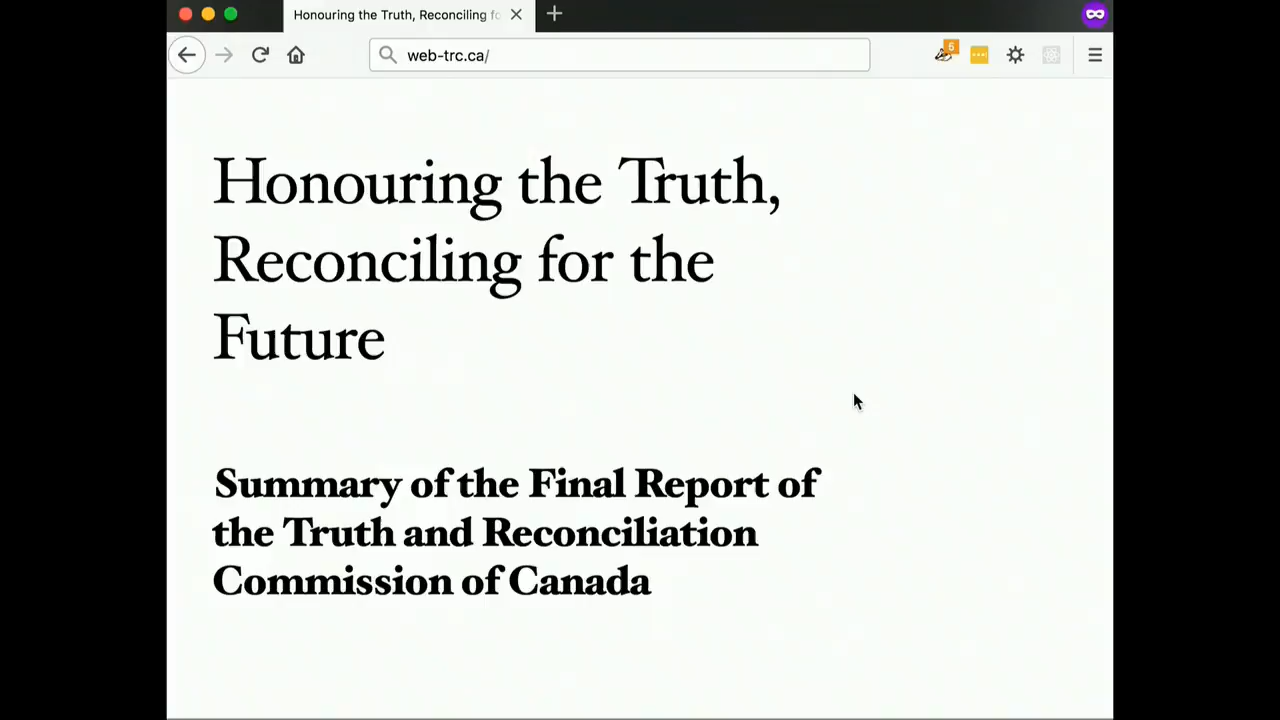 Honouring the Truth, Reconciling fo
web-trc.ca/
6
Honouring the Truth,
Reconciling for the
Future
Summary of the Final Report of
the Truth and Reconciliation
Commission of Canada